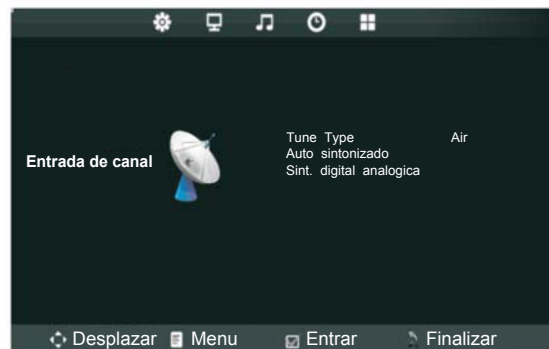 Tune Type Air
Auto sintonizado
Entrada de canal
Sint. digital analogica
Desplazar Menu Entrar Finalizar